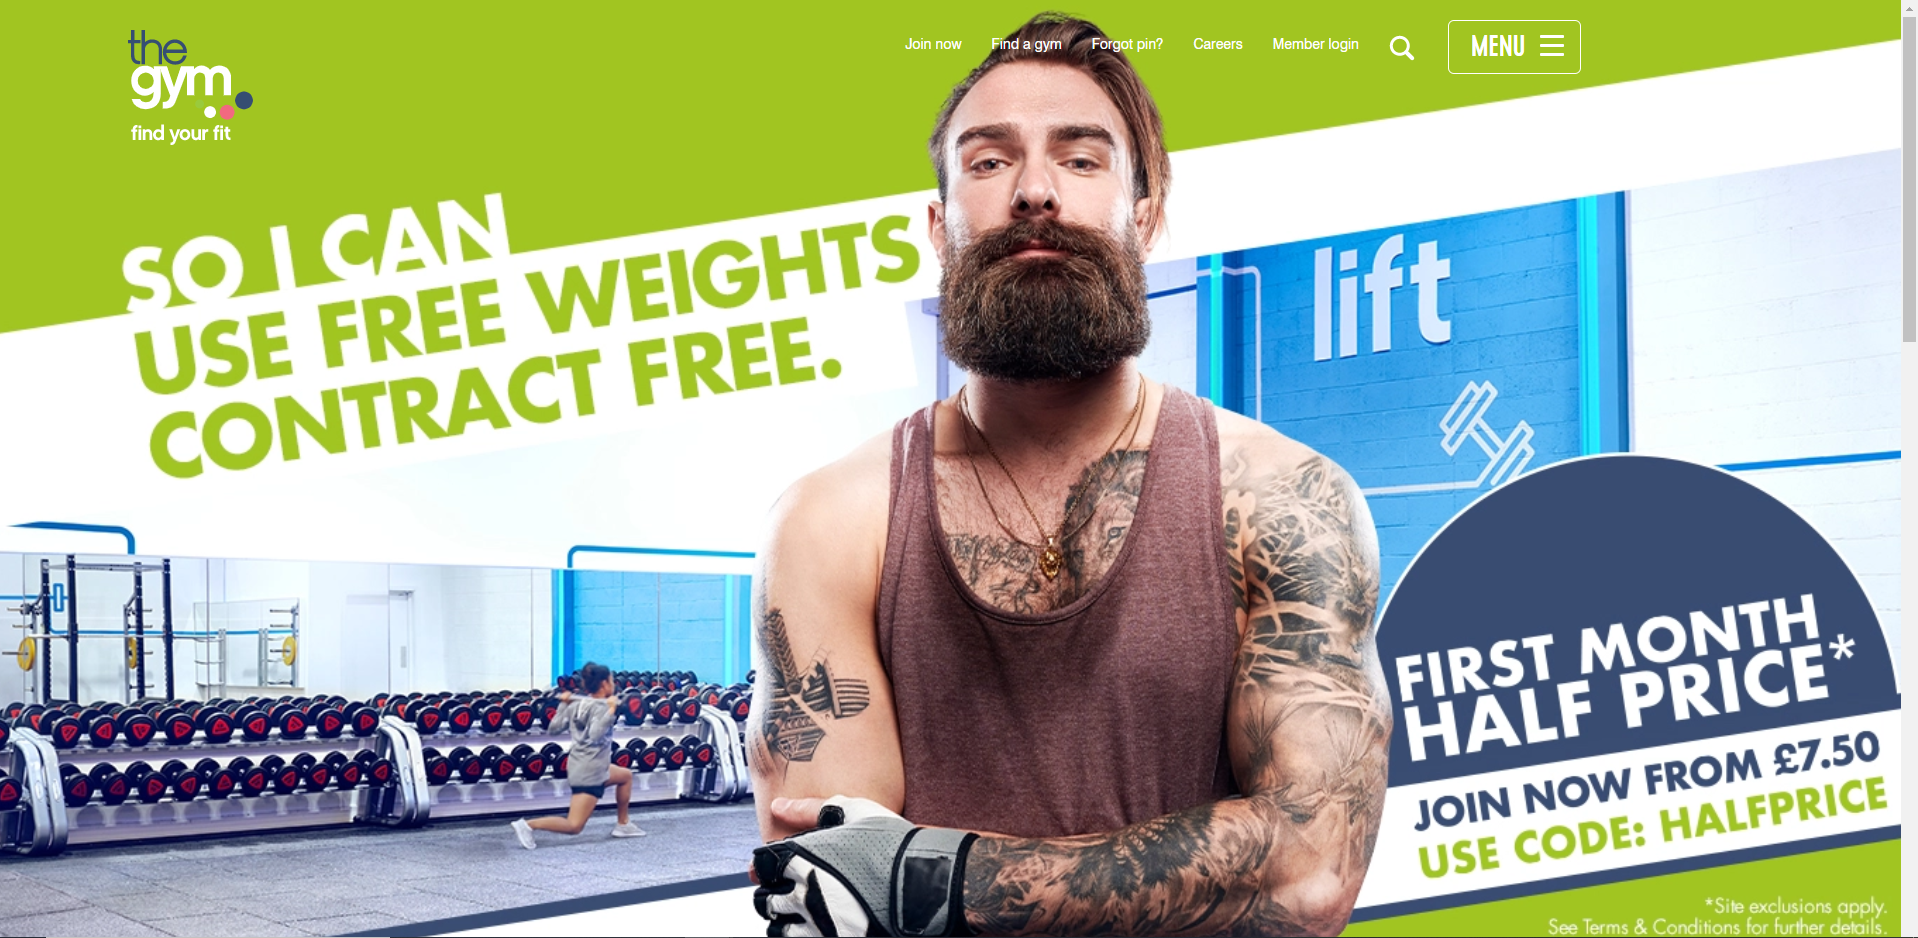 the
gym
find your fit
Join now
Find a gym
Forgot pin?
Careers
Member login
MENU
SO I CAN
USE FREE WEIGHTS
CONTRACT FREE.
lift
FIRST MONTH
HALF PRICE*
JOIN NOW FROM £7.50
USE CODE: HALFPRICE
*Site exclusions apply.
See Terms & Conditions for further details.